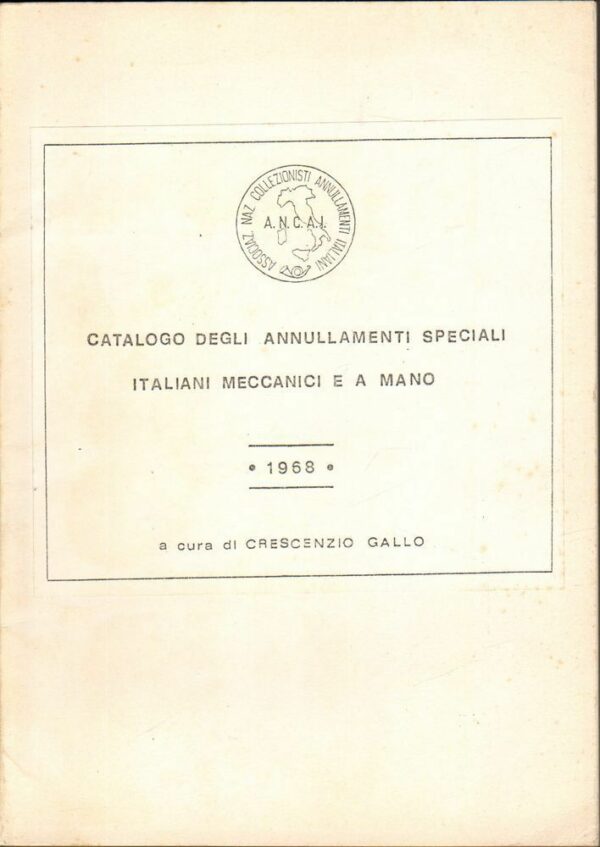 ASSOCIAZ. NAZ. COLLEZIONISTI ANNULLAMENTI ITALIANI
A.N.C.A.I.
CATALOGO DEGLI ANNULLAMENTI SPECIALI
ITALIANI MECCANICI E A MANO
• 1968 •
a cura di CRESCENZIO GALLO